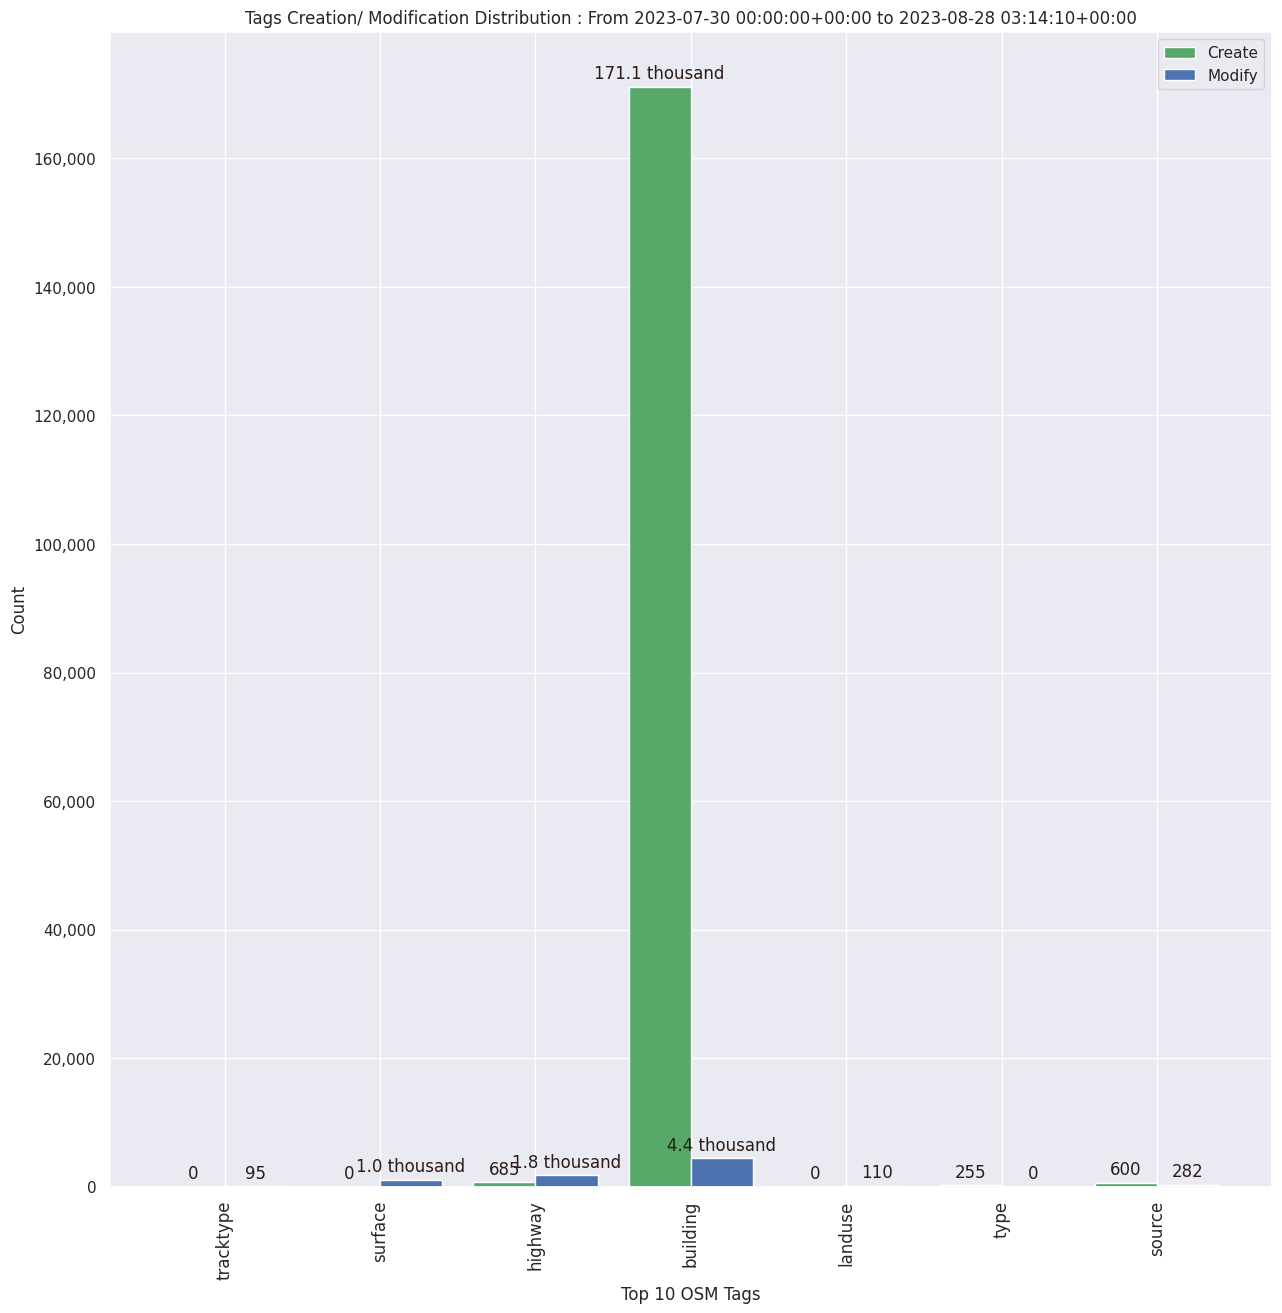 Tags Creation/ Modification Distribution : From 2023-07-30 00:00:00+00:00 to 2023-08-28 03:14:10+00:00
Create
Modify
171.1 thousand
160,000
140,000
120,000
100,000
80,000
60,000
40,000
20,000
0
Count
0 95
0 1.0 thousand
685 1.8 thousand
4.4 thousand
0 110
255 0
600 282
tracktype
surface
highway
building
landuse
type
source
Top 10 OSM Tags